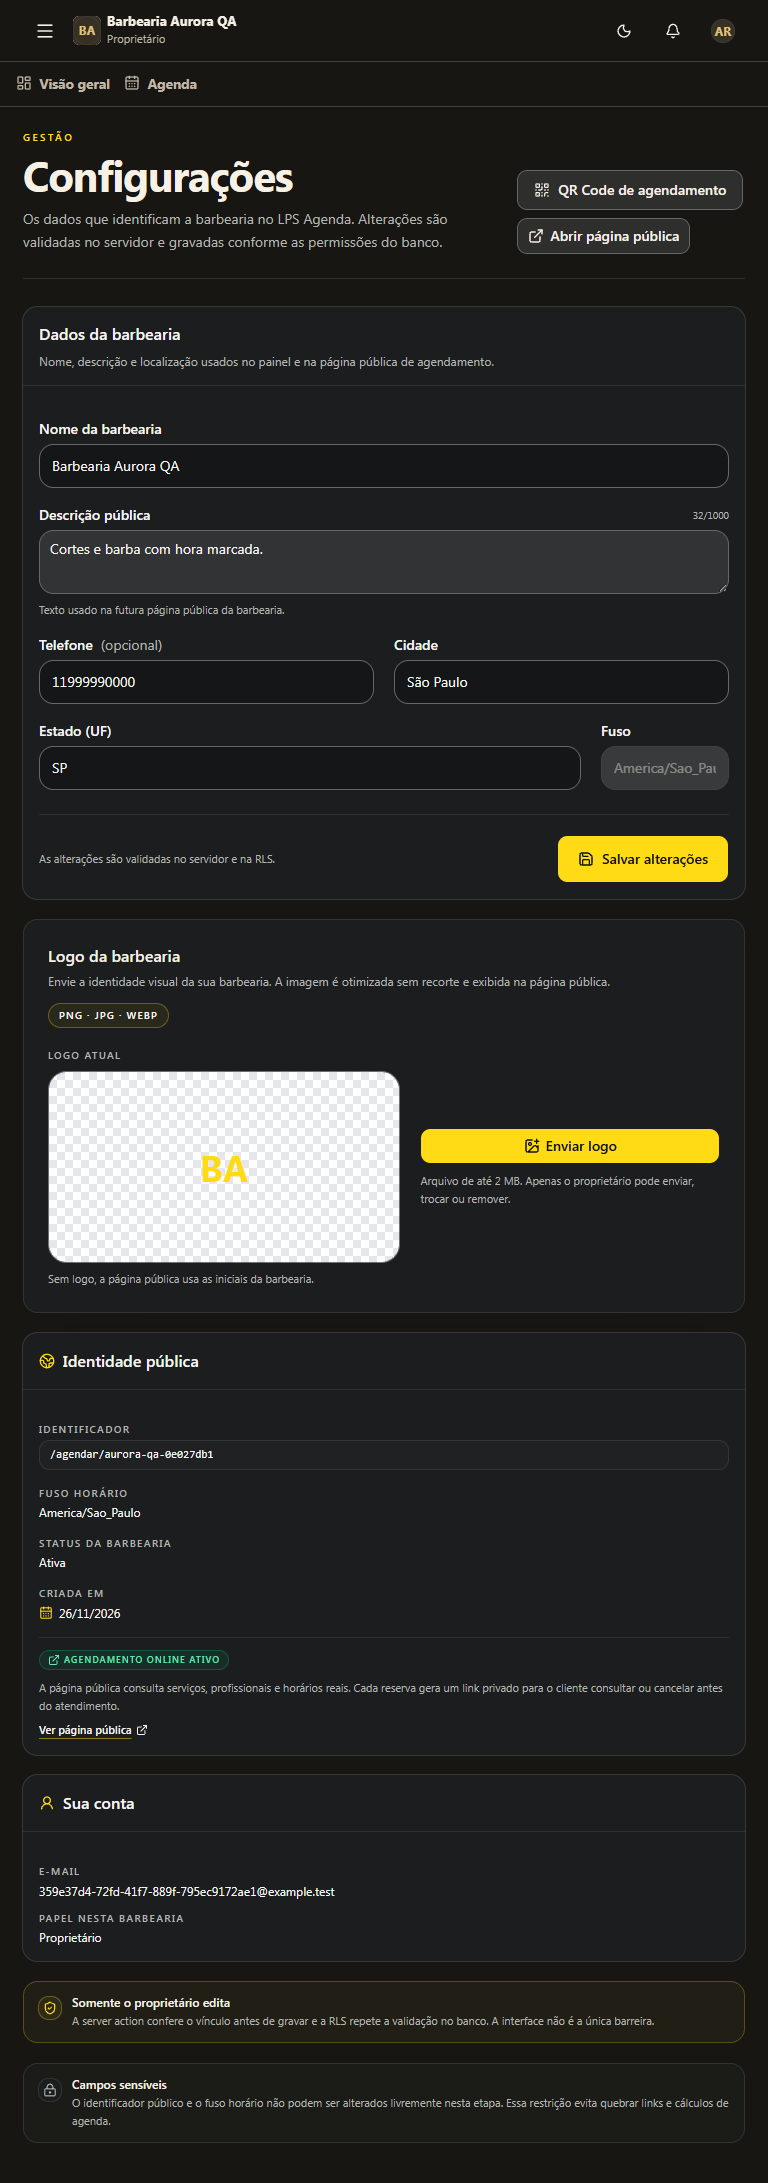 BA
Barbearia Aurora QA
Proprietário
AR
Visão geral
Agenda
GESTÃO
Configurações
Os dados que identificam a barbearia no LPS Agenda. Alterações são
validadas no servidor e gravadas conforme as permissões do banco.
QR Code de agendamento
Abrir página pública
Dados da barbearia
Nome, descrição e localização usados no painel e na página pública de agendamento.
Nome da barbearia
Barbearia Aurora QA
Descrição pública
32/1000
Cortes e barba com hora marcada.
Texto usado na futura página pública da barbearia.
Telefone (opcional)
Cidade
11999990000
São Paulo
Estado (UF)
Fuso
SP
America/Sao_Pau
As alterações são validadas no servidor e na RLS.
Salvar alterações
Logo da barbearia
Envie a identidade visual da sua barbearia. A imagem é otimizada sem recorte e exibida na página pública.
PNG · JPG · WEBP
LOGO ATUAL
BA
Enviar logo
Arquivo de até 2 MB. Apenas o proprietário pode enviar,
trocar ou remover.
Sem logo, a página pública usa as iniciais da barbearia.
Identidade pública
IDENTIFICADOR
/agendar/aurora-qa-0e027db1
FUSO HORÁRIO
America/Sao_Paulo
STATUS DA BARBEARIA
Ativa
CRIADA EM
26/11/2026
AGENDAMENTO ONLINE ATIVO
A página pública consulta serviços, profissionais e horários reais. Cada reserva gera um link privado para o cliente consultar ou cancelar antes
do atendimento.
Ver página pública
Sua conta
E-MAIL
359e37d4-72fd-41f7-889f-795ec9172ae1@example.test
PAPEL NESTA BARBEARIA
Proprietário
Somente o proprietário edita
A server action confere o vínculo antes de gravar e a RLS repete a validação no banco. A interface não é a única barreira.
Campos sensíveis
O identificador público e o fuso horário não podem ser alterados livremente nesta etapa. Essa restrição evita quebrar links e cálculos de
agenda.